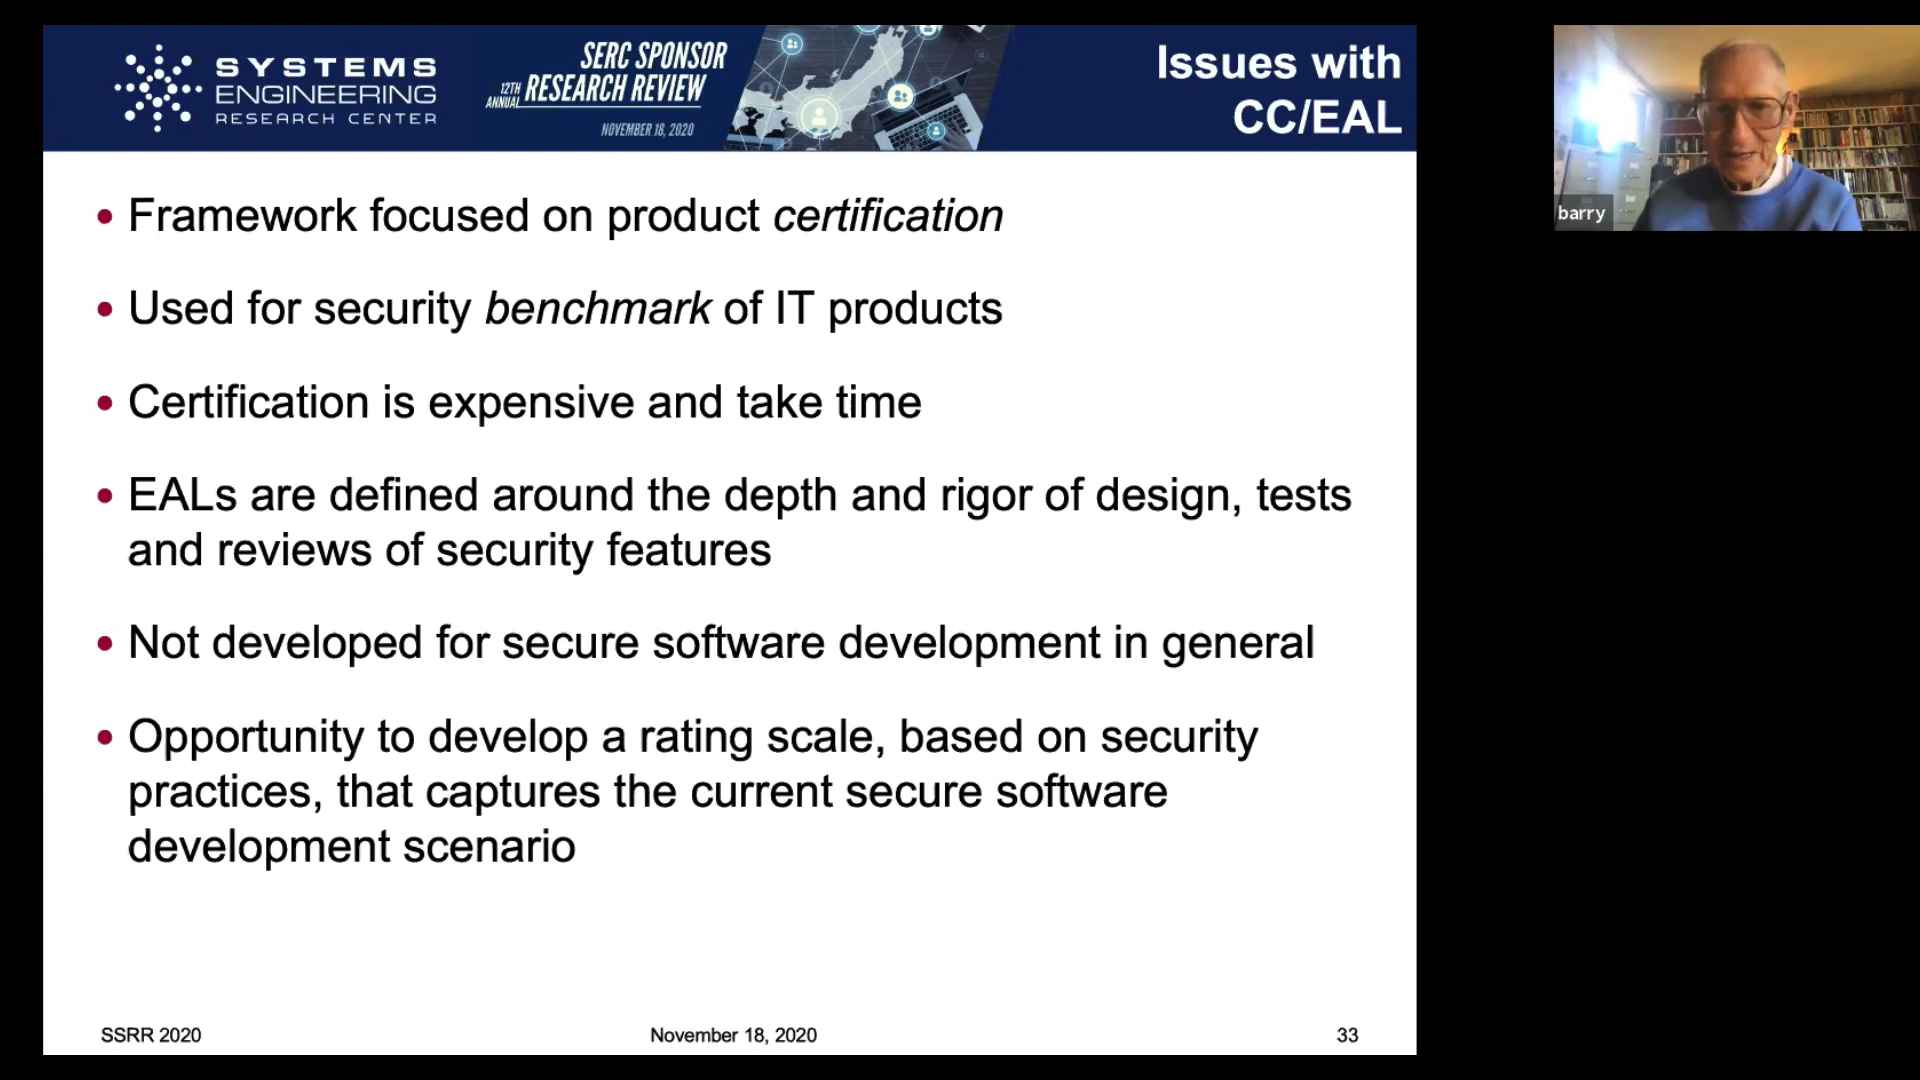 SYSTEMS
ENGINEERING
RESEARCH CENTER
SERC SPONSOR
12TH ANNUAL RESEARCH REVIEW
NOVEMBER 18, 2020
Issues with
CC/EAL
• Framework focused on product certification
• Used for security benchmark of IT products
• Certification is expensive and take time
• EALs are defined around the depth and rigor of design, tests
and reviews of security features
• Not developed for secure software development in general
• Opportunity to develop a rating scale, based on security
practices, that captures the current secure software
development scenario
SSRR 2020
November 18, 2020
33
barry